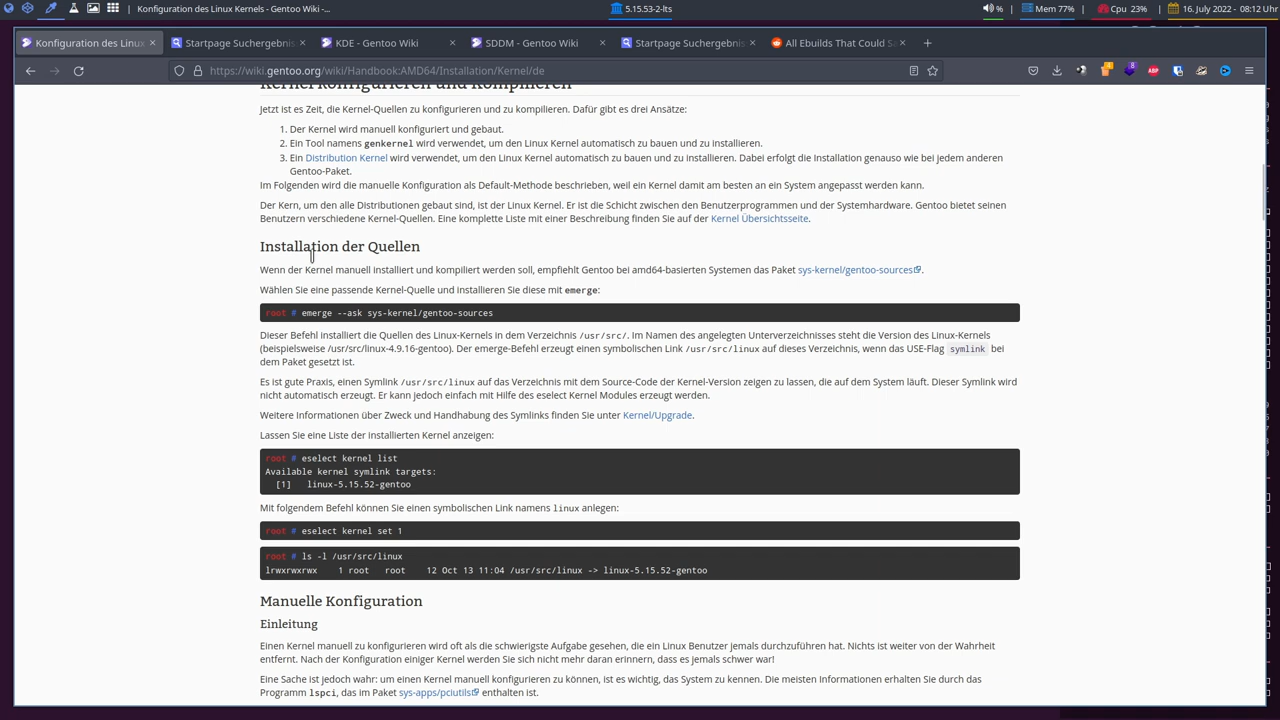 Konfiguration des Linux Kernels - Gentoo Wiki -...
5.15.53-2-lts
%
Mem 77%
Cpu 23%
16. July 2022 - 08:12 Uhr
Konfiguration des Linux
Startpage Suchergebnis
KDE - Gentoo Wiki
SDDM - Gentoo Wiki
Startpage Suchergebnis
All Ebuilds That Could Sa
https://wiki.gentoo.org/wiki/Handbook:AMD64/Installation/Kernel/de
Kernel konfigurieren und kompilieren
Jetzt ist es Zeit, die Kernel-Quellen zu konfigurieren und zu kompilieren. Dafür gibt es drei Ansätze:
1. Der Kernel wird manuell konfiguriert und gebaut.
2. Ein Tool namens genkernel wird verwendet, um den Linux Kernel automatisch zu bauen und zu installieren.
3. Ein Distribution Kernel wird verwendet, um den Linux Kernel automatisch zu bauen und zu installieren. Dabei erfolgt die Installation genauso wie bei jedem anderen
Gentoo-Paket.
Im Folgenden wird die manuelle Konfiguration als Default-Methode beschrieben, weil ein Kernel damit am besten an ein System angepasst werden kann.
Der Kern, um den alle Distributionen gebaut sind, ist der Linux Kernel. Er ist die Schicht zwischen den Benutzerprogrammen und der Systemhardware. Gentoo bietet seinen
Benutzern verschiedene Kernel-Quellen. Eine komplette Liste mit einer Beschreibung finden Sie auf der Kernel Übersichtsseite.
Installation der Quellen
Wenn der Kernel manuell installiert und kompiliert werden soll, empfiehlt Gentoo bei amd64-basierten Systemen das Paket sys-kernel/gentoo-sources.
Wählen Sie eine passende Kernel-Quelle und installieren Sie diese mit emerge:
root # emerge --ask sys-kernel/gentoo-sources
Dieser Befehl installiert die Quellen des Linux-Kernels in dem Verzeichnis /usr/src/. Im Namen des angelegten Unterverzeichnisses steht die Version des Linux-Kernels
(beispielsweise /usr/src/linux-4.9.16-gentoo). Der emerge-Befehl erzeugt einen symbolischen Link /usr/src/linux auf dieses Verzeichnis, wenn das USE-Flag symlink bei
dem Paket gesetzt ist.
Es ist gute Praxis, einen Symlink /usr/src/linux auf das Verzeichnis mit dem Source-Code der Kernel-Version zeigen zu lassen, die auf dem System läuft. Dieser Symlink wird
nicht automatisch erzeugt. Er kann jedoch einfach mit Hilfe des eselect Kernel Modules erzeugt werden.
Weitere Informationen über Zweck und Handhabung des Symlinks finden Sie unter Kernel/Upgrade.
Lassen Sie eine Liste der installierten Kernel anzeigen:
root # eselect kernel list
Available kernel symlink targets:
[1] linux-5.15.52-gentoo
Mit folgendem Befehl können Sie einen symbolischen Link namens linux anlegen:
root # eselect kernel set 1
root # ls -l /usr/src/linux
lrwxrwxrwx 1 root root 12 Oct 13 11:04 /usr/src/linux -> linux-5.15.52-gentoo
Manuelle Konfiguration
Einleitung
Einen Kernel manuell zu konfigurieren wird oft als die schwierigste Aufgabe gesehen, die ein Linux Benutzer jemals durchzuführen hat. Nichts ist weiter von der Wahrheit
entfernt. Nach der Konfiguration einiger Kernel werden Sie sich nicht mehr daran erinnern, dass es jemals schwer war!
Eine Sache ist jedoch wahr: um einen Kernel manuell konfigurieren zu können, ist es wichtig, das System zu kennen. Die meisten Informationen erhalten Sie durch das
Programm lspci, das im Paket sys-apps/pciutils enthalten ist.